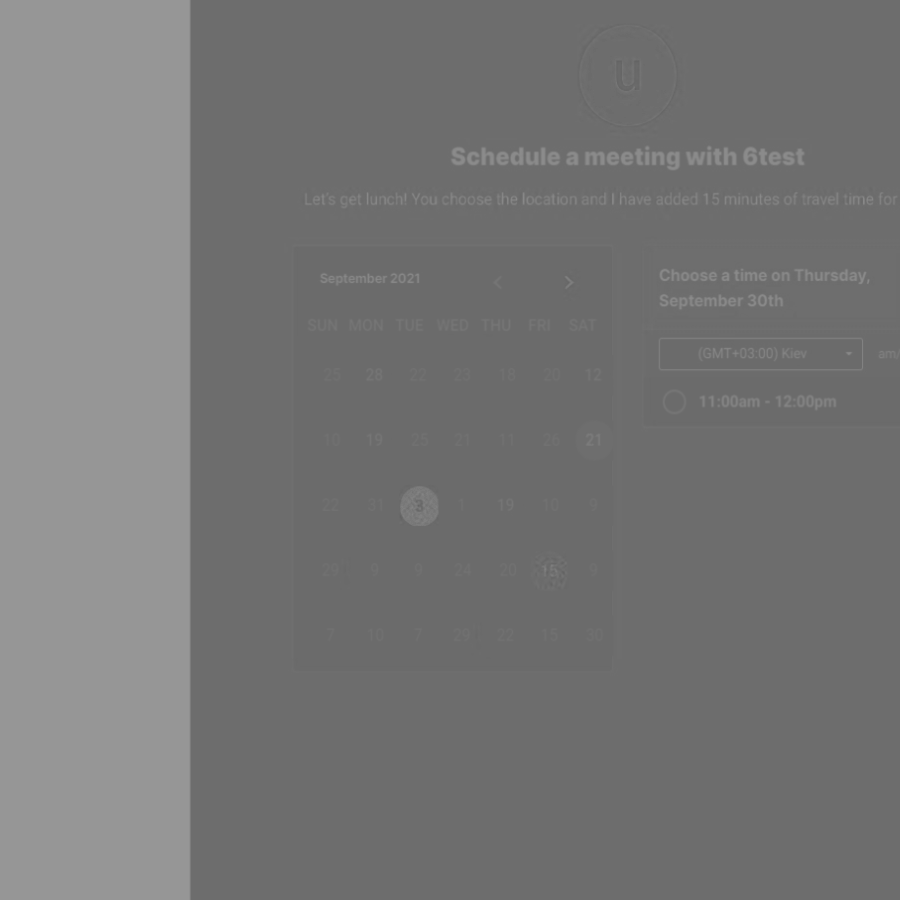 u
Schedule a meeting with 6test
Let's get lunch! You choose the location and I have added 15 minutes of travel time for
September 2021
SUN MON TUE WED THU FRI SAT
25 28 22 23 18 20 12
10 19 25 21 11 26 21
22 31 3 1 19 10 9
29 9 9 24 20 15 9
7 10 7 29 22 15 30
Choose a time on Thursday,
September 30th
(GMT+03:00) Kiev am/
11:00am - 12:00pm